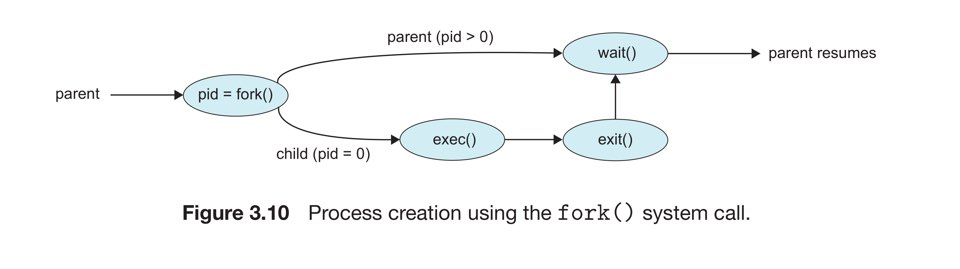 parent (pid > 0)
wait()
parent resumes
parent
pid = fork()
child (pid = 0)
exec()
exit()
Figure 3.10 Process creation using the fork() system call.